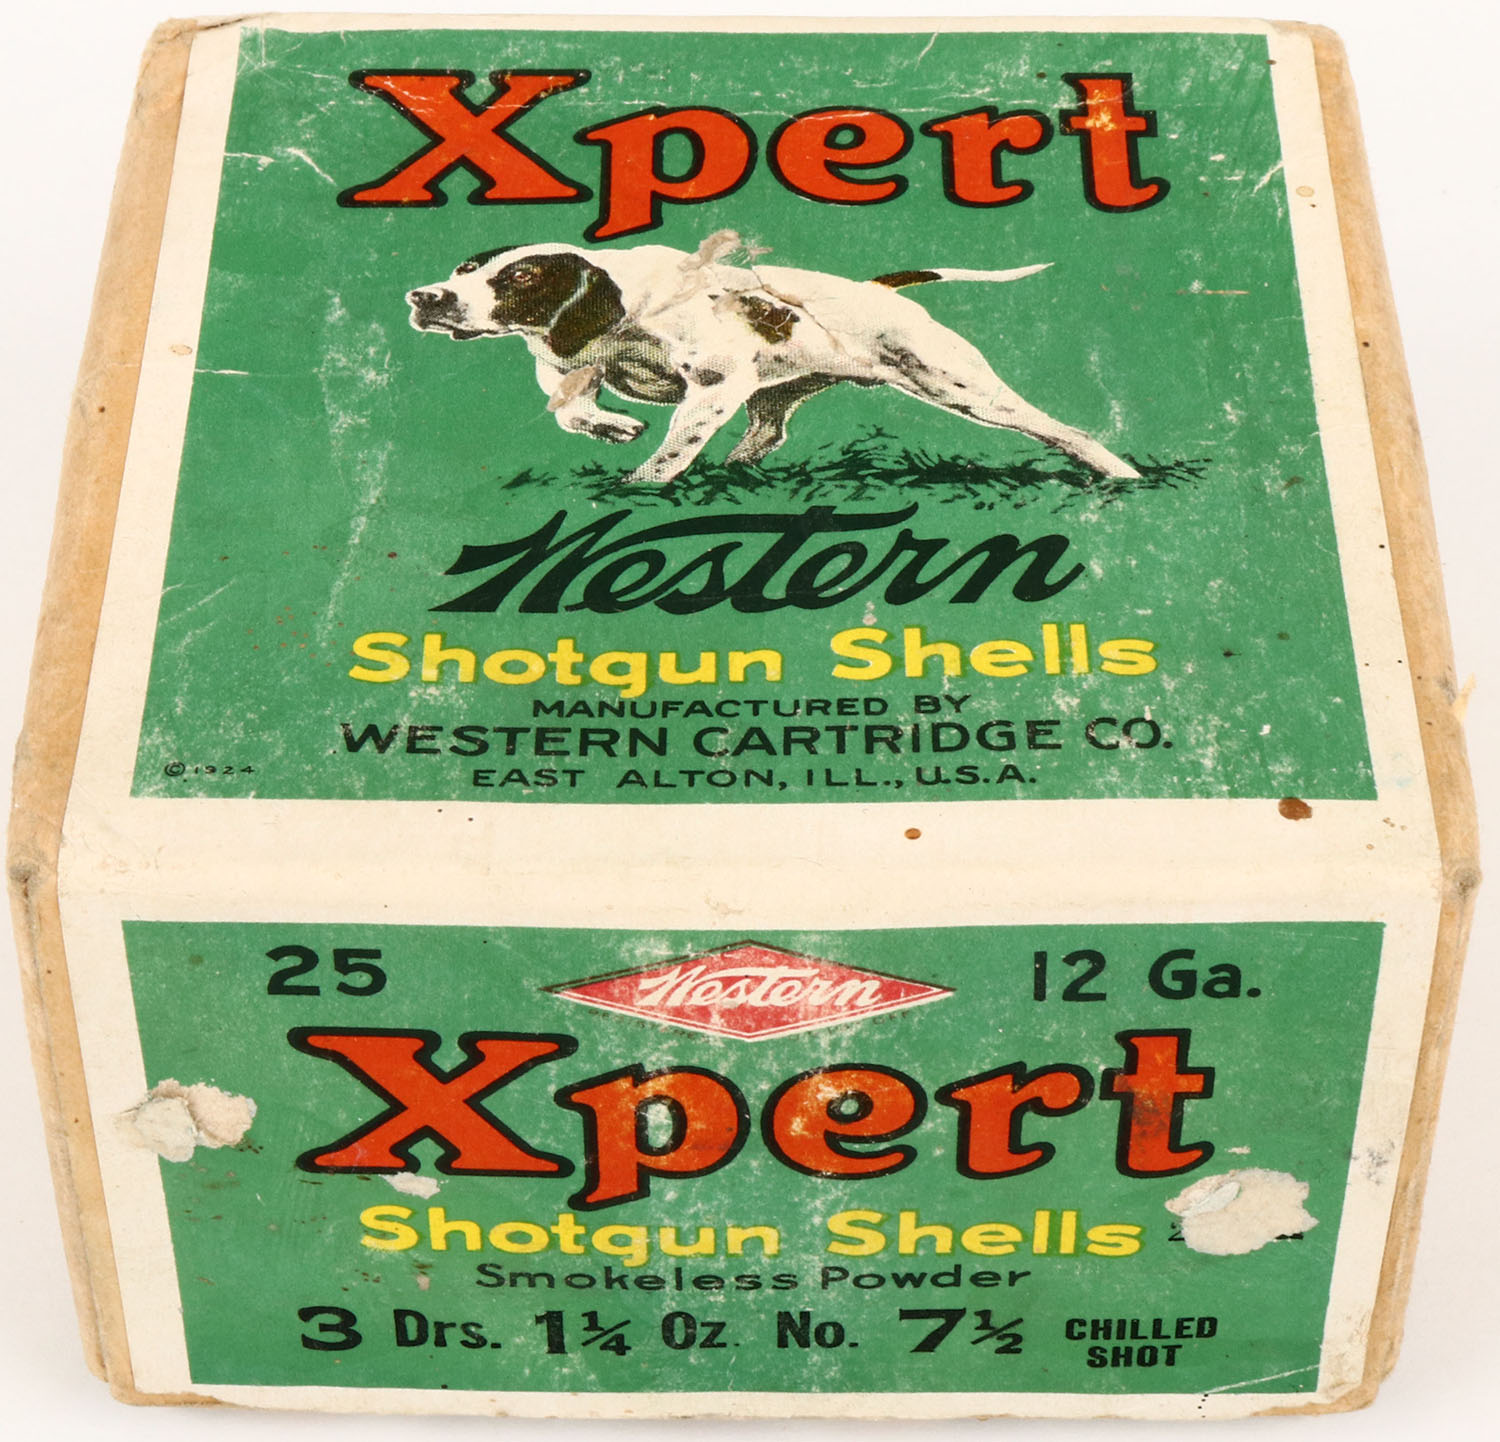 Xpert
Western
Shotgun Shells
MANUFACTURED BY
WESTERN CARTRIDGE CO.
EAST ALTON, ILL., U.S.A.
©.1924
25
Western
12 Ga.
Xpert
Shotgun Shells
Smokeless Powder
3 Drs. 1¼ Oz. No. 7½ CHILLED SHOT